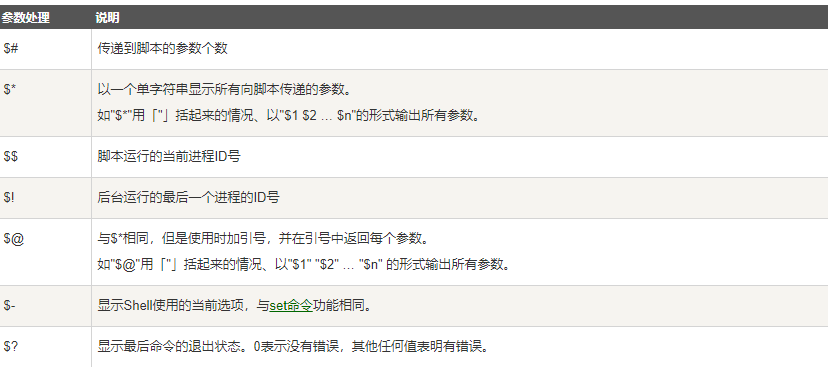 参数处理 说明
$# 传递到脚本的参数个数
$* 以一个单字符串显示所有向脚本传递的参数。
如"$*"用「"」括起来的情况、以"$1 $2 … $n"的形式输出所有参数。
$$ 脚本运行的当前进程ID号
$! 后台运行的最后一个进程的ID号
$@ 与$*相同，但是使用时加引号，并在引号中返回每个参数。
如"$@"用「"」括起来的情况、以"$1" "$2" … "$n" 的形式输出所有参数。
$- 显示Shell使用的当前选项，与set命令功能相同。
$? 显示最后命令的退出状态。0表示没有错误，其他任何值表明有错误。